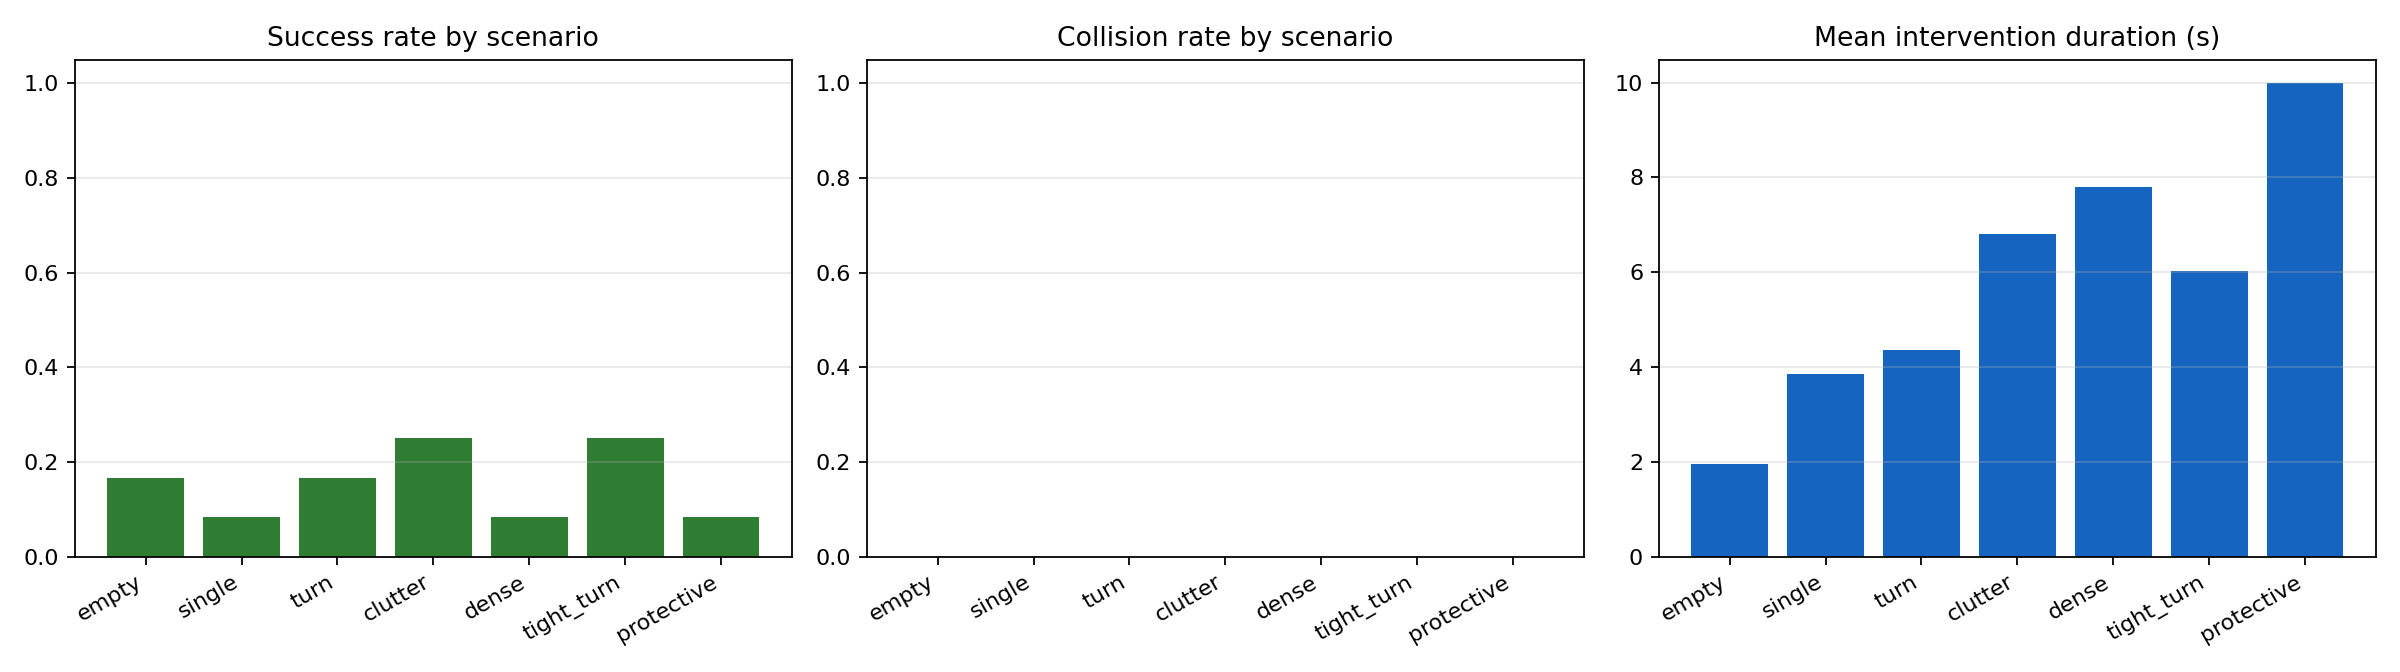 Success rate by scenario
1.0
0.8
0.6
0.4
0.2
0.0
empty
single
turn
clutter
dense
tight_turn
protective
Collision rate by scenario
1.0
0.8
0.6
0.4
0.2
0.0
empty
single
turn
clutter
dense
tight_turn
protective
Mean intervention duration (s)
10
8
6
4
2
0
empty
single
turn
clutter
dense
tight_turn
protective